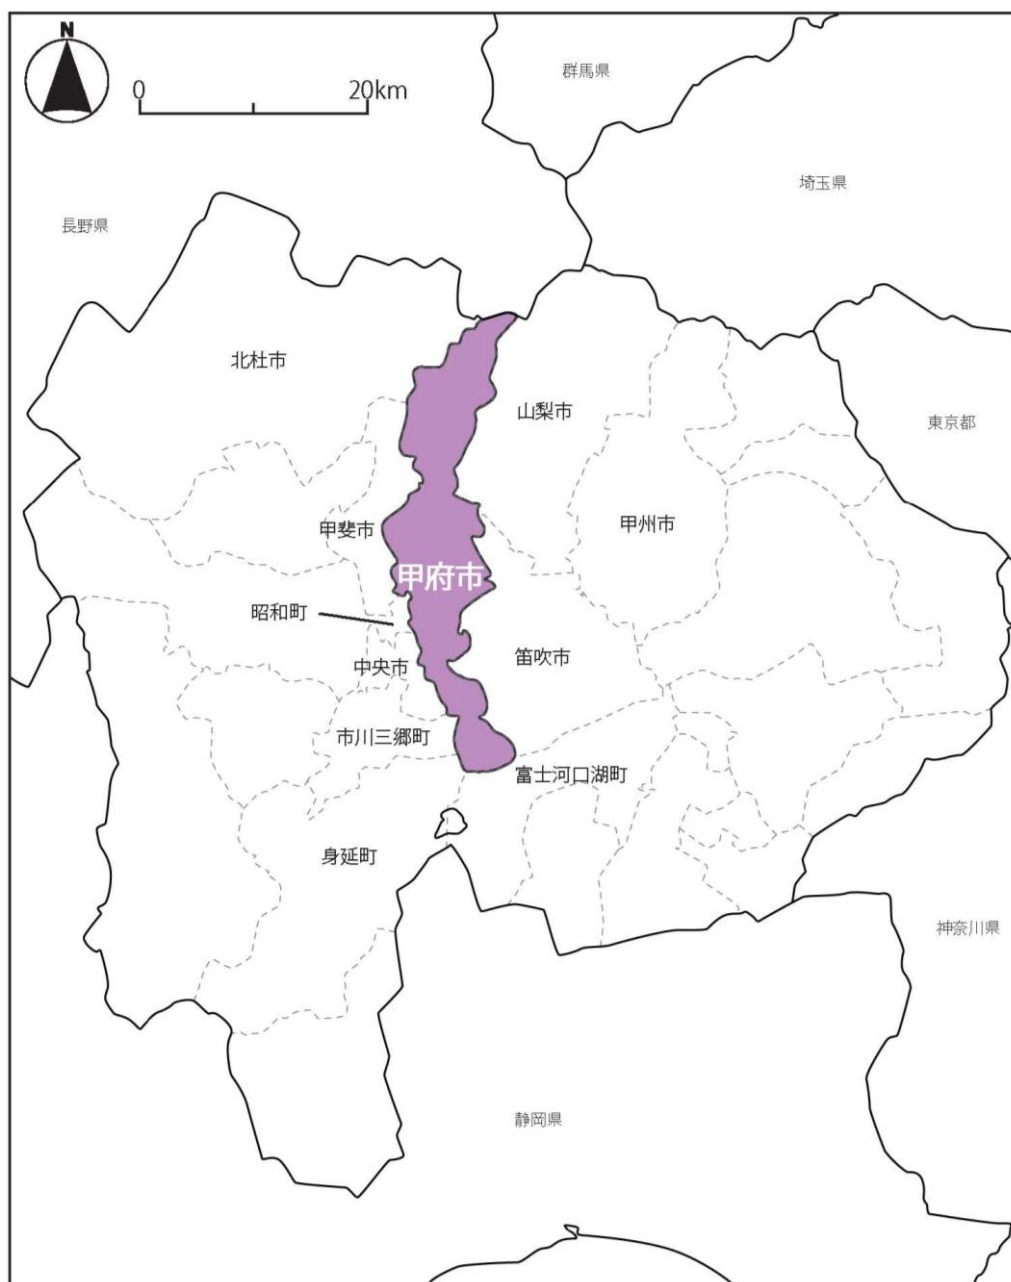 N
0
20km
群馬県
埼玉県
長野県
北杜市
山梨市
東京都
甲斐市
甲州市
甲府市
昭和町
中央市
笛吹市
市川三郷町
富士河口湖町
身延町
神奈川県
静岡県